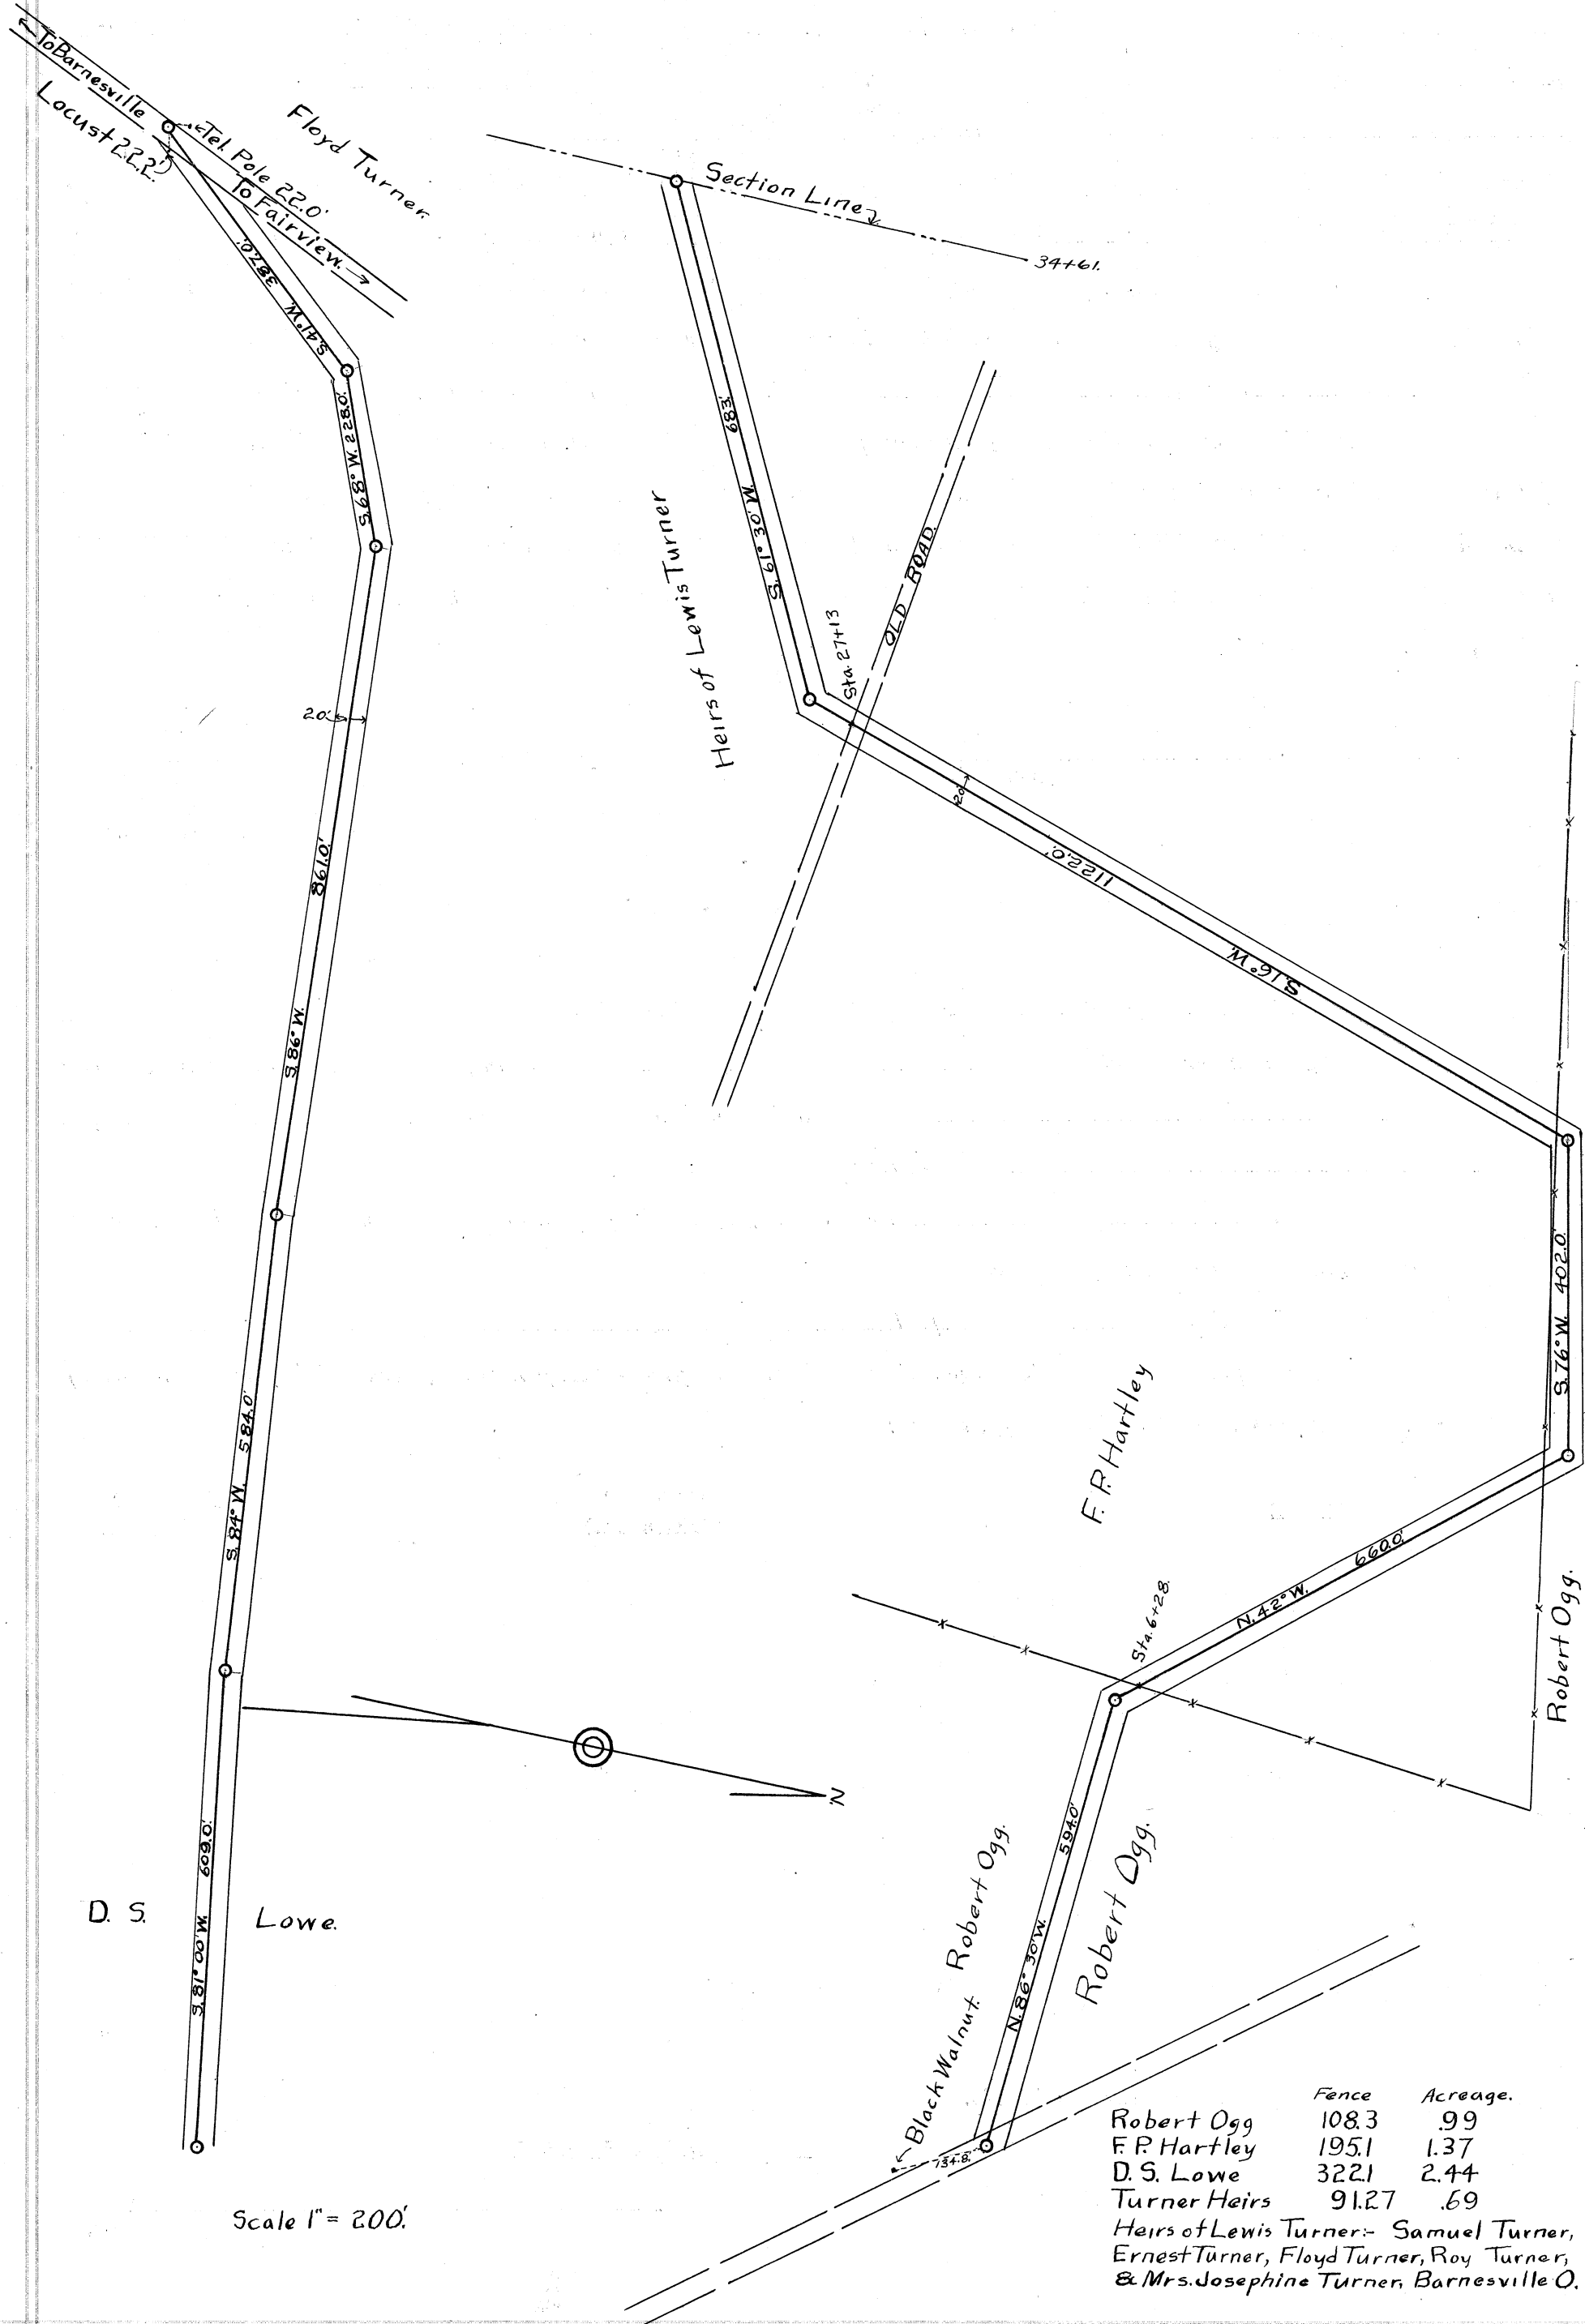 To Barnesville
Locust 22.2'
Tel. Pole 22.0'
To Fairview.
Floyd Turner.
S.41°W. 387.0.'
S.68° W. 228.0.'
20'
861.0.'
S.86° W.
S.84° W. 584.0'
S.81° 00' W. 609.0.'
D. S. Lowe.
Scale 1" = 200.'
Section Line
34+61.
683.'
S. 61° 30' W.
Heirs of Lewis Turner
Sta. 27+13
OLD ROAD.
20'
1122.0.'
S.16° W.
S.76° W. 402.0.'
F. P. Hartley
660.0.'
N.42° W.
Sta. 6+28.
Robert Ogg.
N
594.0'
N.86° 30' W.
Robert Ogg.
Robert Ogg.
Black Walnut.
134.8.'
Fence Acreage.
Robert Ogg 108.3 .99
F. P. Hartley 195.1 1.37
D. S. Lowe 322.1 2.44
Turner Heirs 91.27 .69
Heirs of Lewis Turner:- Samuel Turner,
Ernest Turner, Floyd Turner, Roy Turner,
& Mrs. Josephine Turner, Barnesville O.